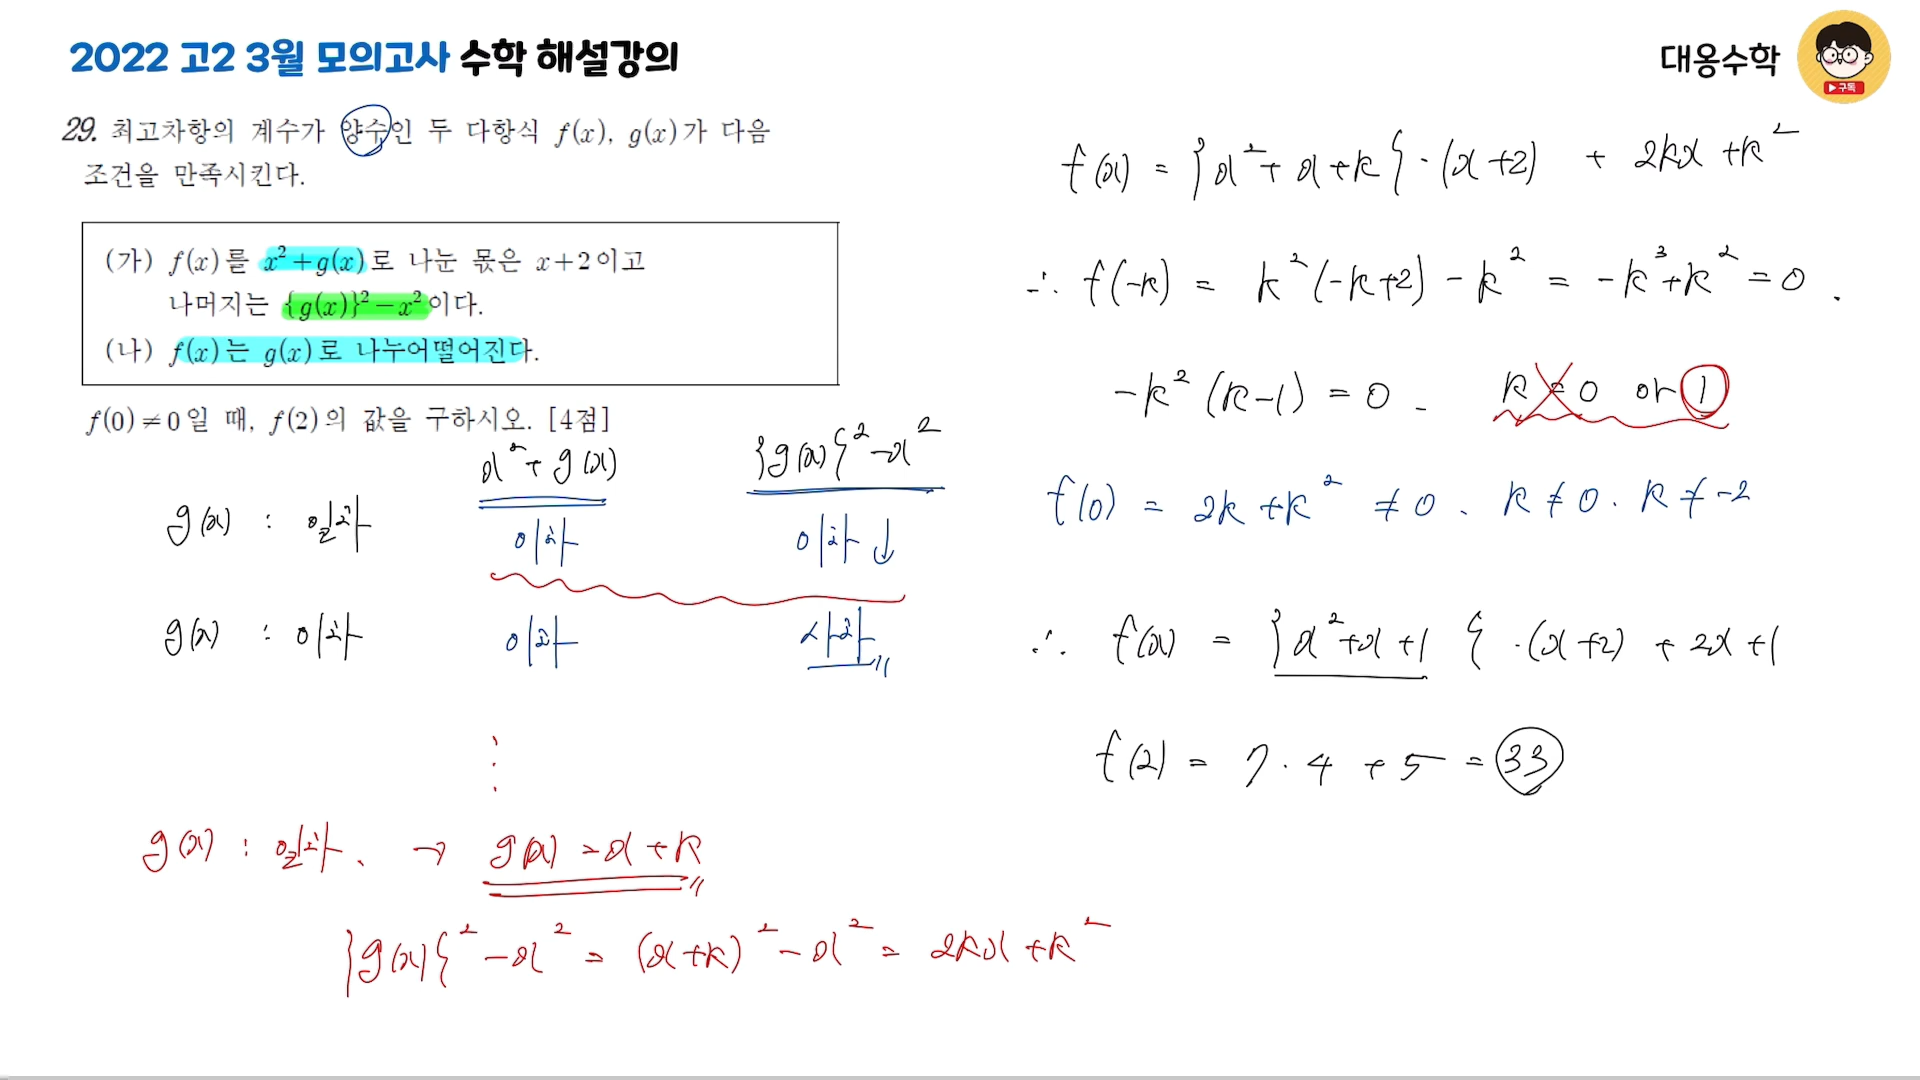 2022 고2 3월 모의고사 수학 해설강의
대웅수학
구독
29. 최고차항의 계수가 양수인 두 다항식 f(x), g(x)가 다음
조건을 만족시킨다.
(가) f(x)를 x²+g(x)로 나눈 몫은 x+2이고
나머지는 {g(x)}²−x²이다.
(나) f(x)는 g(x)로 나누어떨어진다.
f(0)≠0일 때, f(2)의 값을 구하시오. [4점]
x²+g(x) {g(x)}²−x²
g(x) : 일차 이차 이차↓
g(x) : 이차 이차 사차
⋮
g(x) : 일차. → g(x)=x+k
{g(x)}²−x² = (x+k)²−x² = 2kx+k²
f(x) = {x²+x+k}·(x+2) + 2kx+k²
∴ f(-k) = k²(-k+2)−k² = −k³+k² = 0.
−k²(k−1) = 0. k=0 or 1
f(0) = 2k+k² ≠ 0. k≠0. k≠−2
∴ f(x) = {x²+x+1}·(x+2) + 2x+1
f(2) = 7·4 + 5 = 33